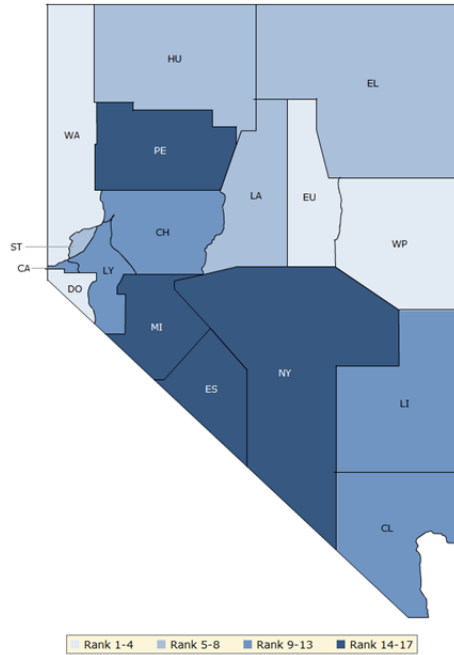 HU
EL
WA
PE
LA
EU
CH
WP
ST
CA
LY
DO
MI
NY
ES
LI
CL
Rank 1-4 Rank 5-8 Rank 9-13 Rank 14-17